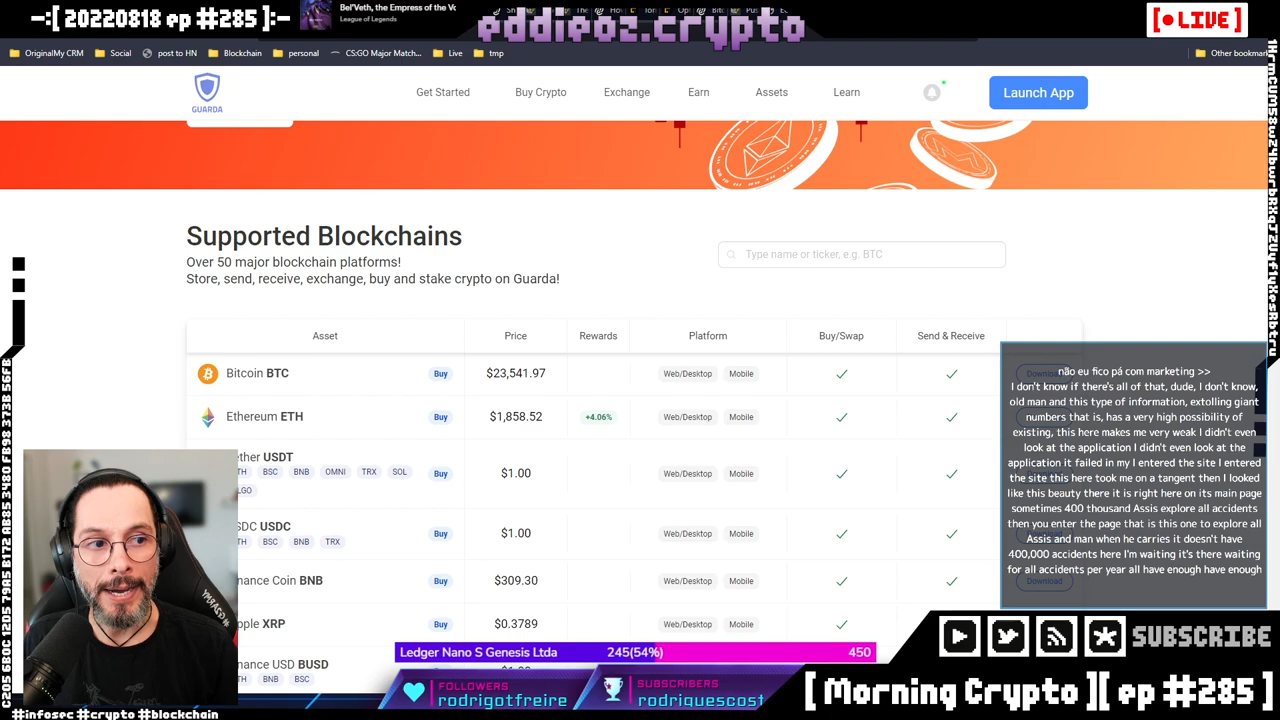 -:[ 20220818 ep #285 ]:-
Bel'Veth, the Empress of the Vo
League of Legends
eddieoz.crypto
[● LIVE ]
OriginalMy CRM
Social
post to HN
Blockchain
personal
CS:GO Major Match...
Live
tmp
Other bookmar
GUARDA
Get Started
Buy Crypto
Exchange
Earn
Assets
Learn
Launch App
Supported Blockchains
Over 50 major blockchain platforms!
Store, send, receive, exchange, buy and stake crypto on Guarda!
Type name or ticker, e.g. BTC
Asset Price Rewards Platform Buy/Swap Send & Receive
Bitcoin BTC Buy $23,541.97 Web/Desktop Mobile
Ethereum ETH Buy $1,858.52 +4.06% Web/Desktop Mobile
ether USDT Buy $1.00 Web/Desktop Mobile
TH BSC BNB OMNI TRX SOL
LGO
SDC USDC Buy $1.00 Web/Desktop Mobile
TH BSC BNB TRX
nance Coin BNB Buy $309.30 Web/Desktop Mobile Download
pple XRP Buy $0.3789 Web/Desktop Mobile
nance USD BUSD
TH BNB BSC
não eu fico pá com marketing >>
I don't know if there's all of that, dude, I don't know,
old man and this type of information, extolling giant
numbers that is, has a very high possibility of
existing, this here makes me very weak I didn't even
look at the application I didn't even look at the
application it failed in my I entered the site I entered
the site this here took me on a tangent then I looked
like this beauty there it is right here on its main page
sometimes 400 thousand Assis explore all accidents
then you enter the page that is this one to explore all
Assis and man when he carries it doesn't have
400,000 accidents here I'm waiting it's there waiting
for all accidents per year all have enough have enough
Ledger Nano S Genesis Ltda 245(54%) 450
FOLLOWERS
rodrigotfreire
SUBSCRIBERS
rodriguescost
SUBSCRIBE
[ Morning Crypto ][ ep #285 ]
#infosec #crypto #blockchain